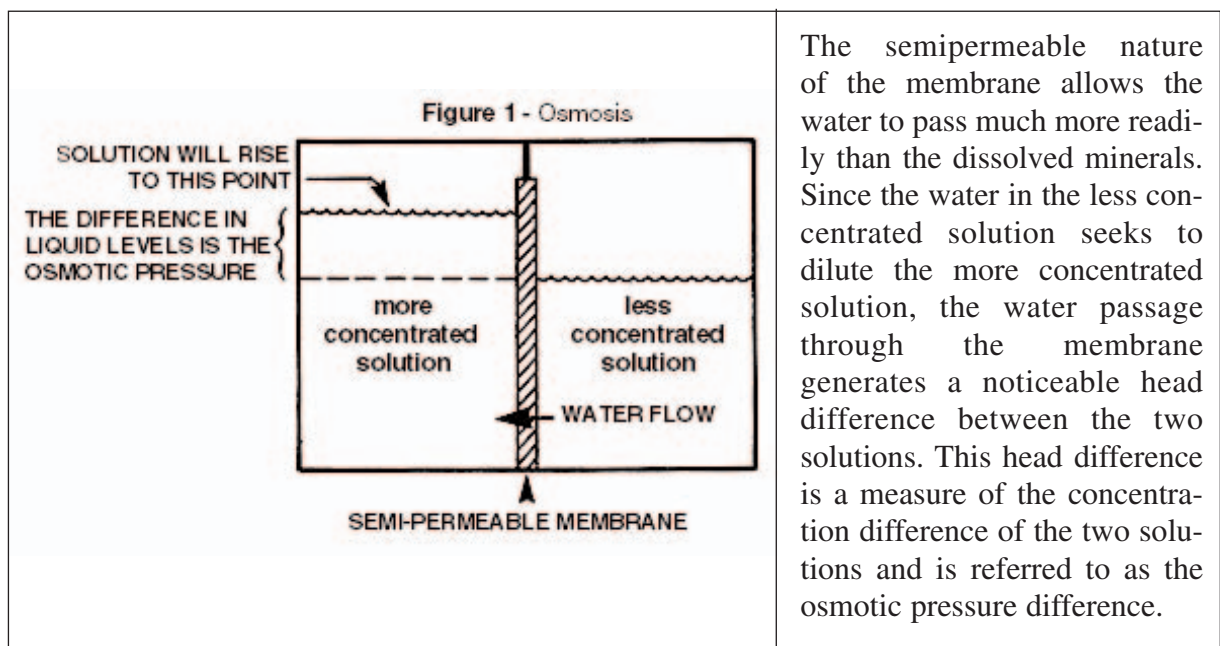 Figure 1 - Osmosis
SOLUTION WILL RISE
TO THIS POINT
THE DIFFERENCE IN
LIQUID LEVELS IS THE
OSMOTIC PRESSURE
more
concentrated
solution
less
concentrated
solution
WATER FLOW
SEMI-PERMEABLE MEMBRANE
The semipermeable nature
of the membrane allows the
water to pass much more readi-
ly than the dissolved minerals.
Since the water in the less con-
centrated solution seeks to
dilute the more concentrated
solution, the water passage
through the membrane
generates a noticeable head
difference between the two
solutions. This head difference
is a measure of the concentra-
tion difference of the two solu-
tions and is referred to as the
osmotic pressure difference.